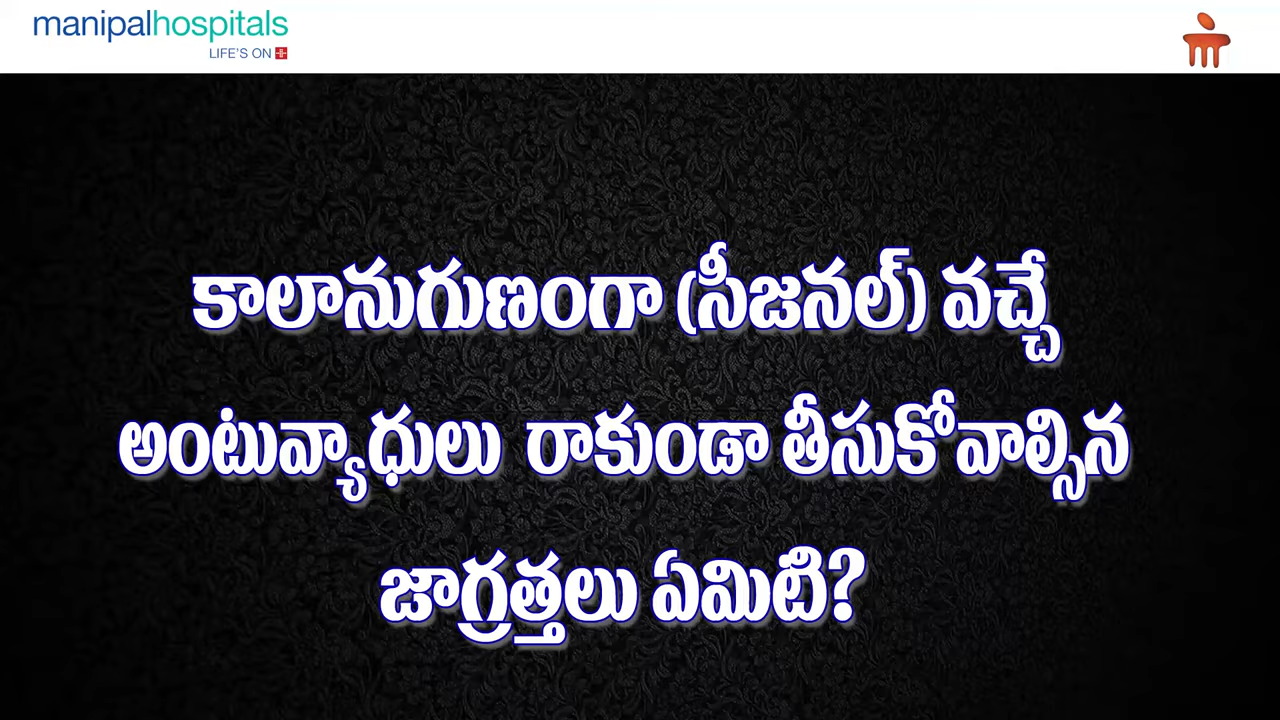 manipalhospitals
LIFE'S ON
కాలానుగుణంగా (సీజనల్) వచ్చే
అంటువ్యాధులు రాకుండా తీసుకోవాల్సిన
జాగ్రత్తలు ఏమిటి?